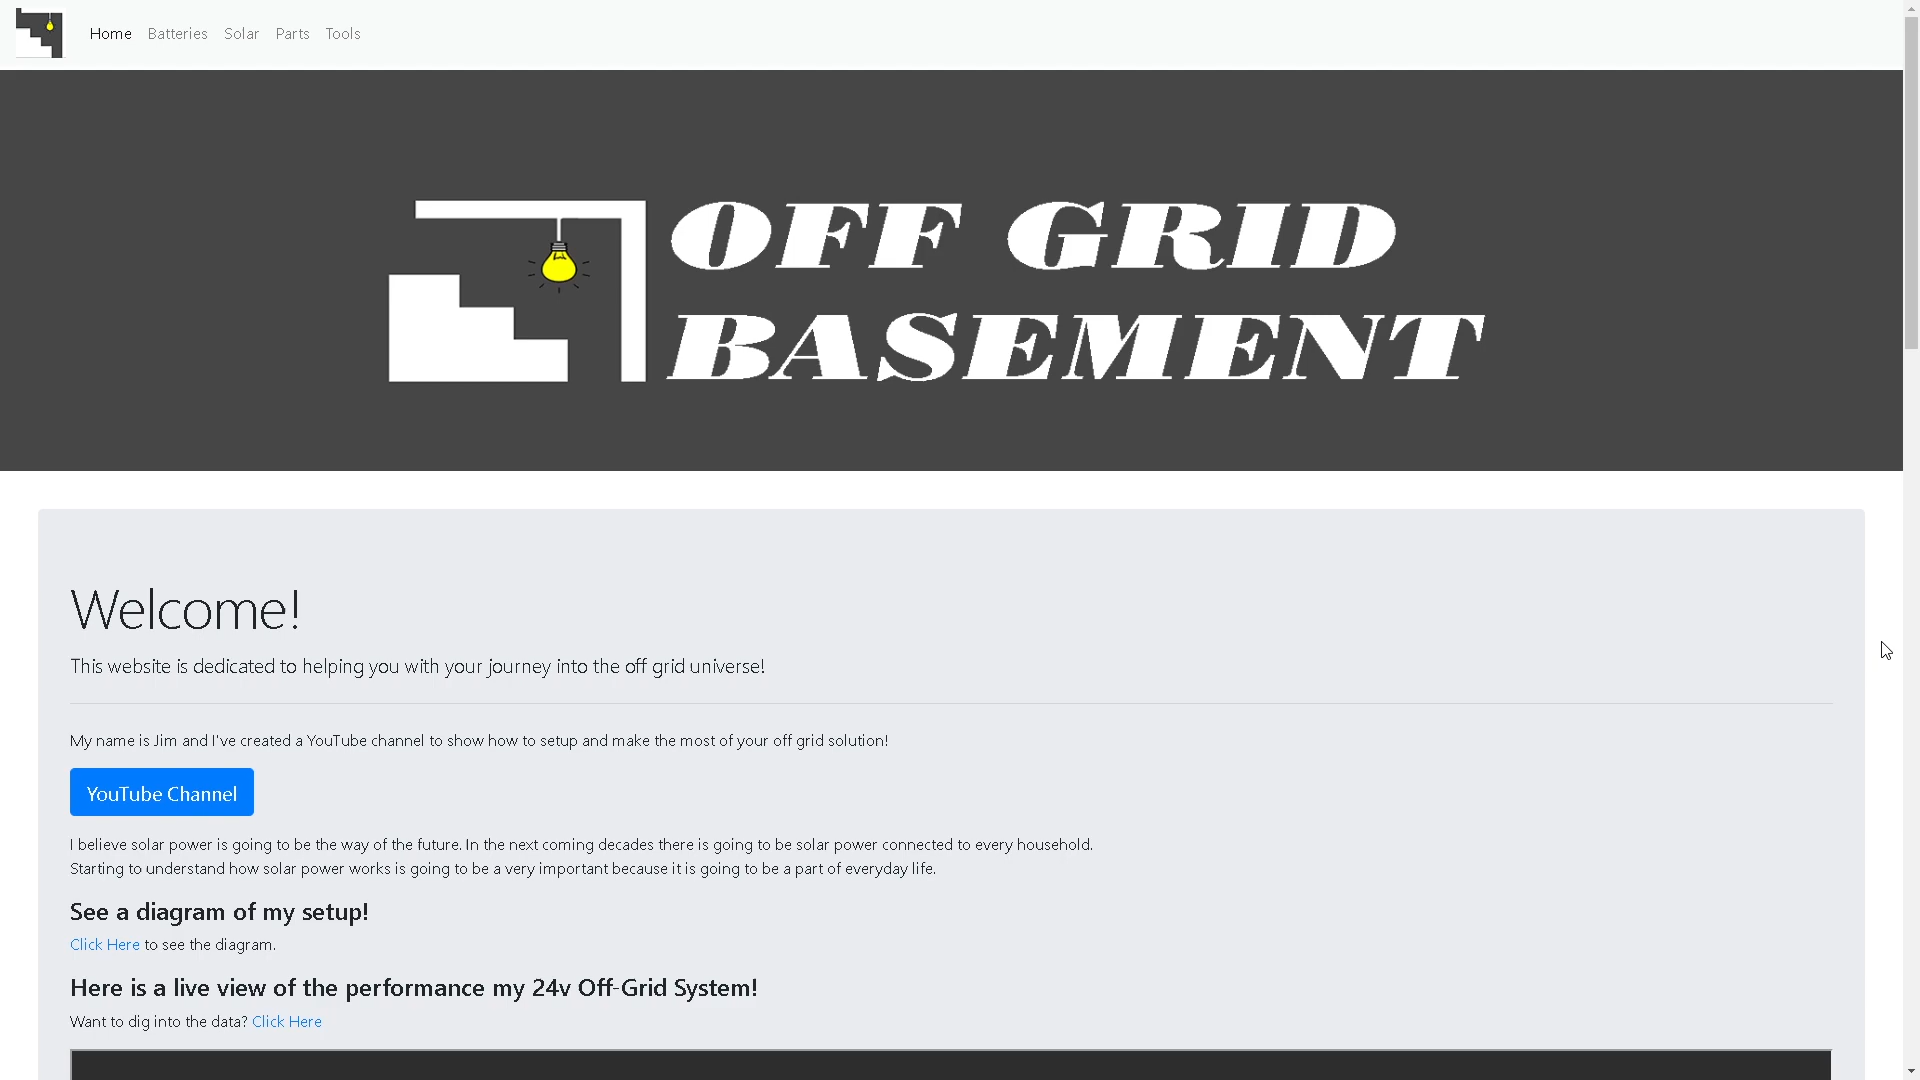 Home Batteries Solar Parts Tools
OFF GRID
BASEMENT
Welcome!
This website is dedicated to helping you with your journey into the off grid universe!
My name is Jim and I've created a YouTube channel to show how to setup and make the most of your off grid solution!
YouTube Channel
I believe solar power is going to be the way of the future. In the next coming decades there is going to be solar power connected to every household.
Starting to understand how solar power works is going to be a very important because it is going to be a part of everyday life.
See a diagram of my setup!
Click Here to see the diagram.
Here is a live view of the performance my 24v Off-Grid System!
Want to dig into the data? Click Here